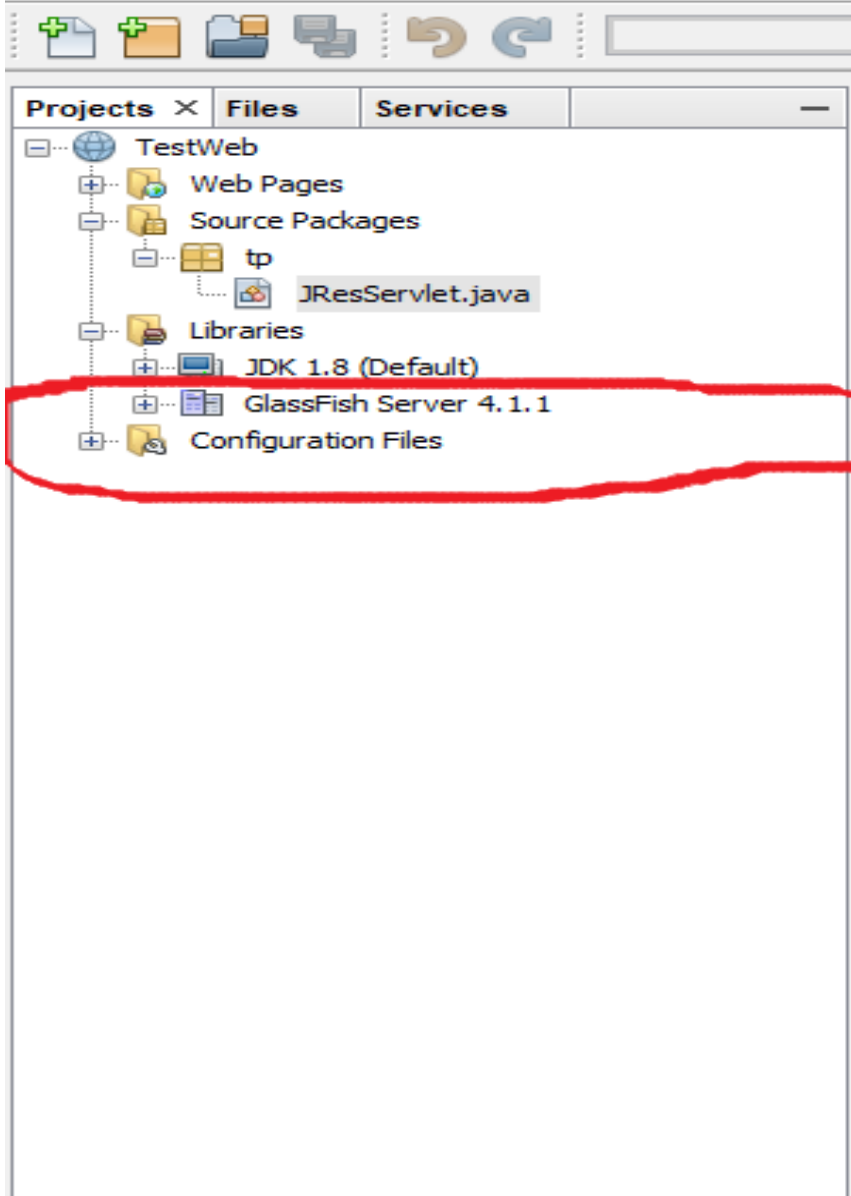 Projects Files Services
TestWeb
Web Pages
Source Packages
tp
JResServlet.java
Libraries
JDK 1.8 (Default)
GlassFish Server 4.1.1
Configuration Files